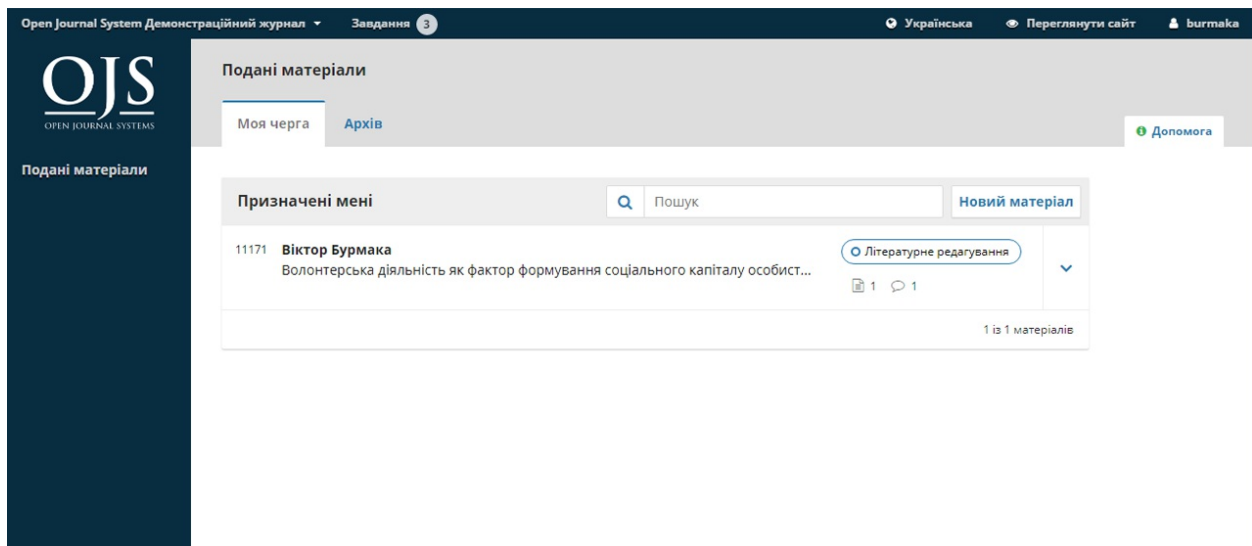 Open Journal System Демонстраційний журнал Завдання 3 Українська Переглянути сайт burmaka
OJS
OPEN JOURNAL SYSTEMS
Подані матеріали
Подані матеріали
Моя черга Архів
Допомога
Призначені мені Пошук Новий матеріал
11171 Віктор Бурмака Літературне редагування
Волонтерська діяльність як фактор формування соціального капіталу особист...
1 1
1 із 1 матеріалів